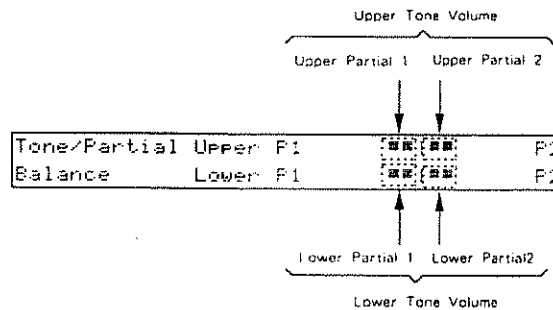 Upper Tone Volume
Upper Partial 1 Upper Partial 2
Tone/Partial Upper P1 P2
Balance Lower P1 P2
Lower Partial 1 Lower Partial2
Lower Tone Volume